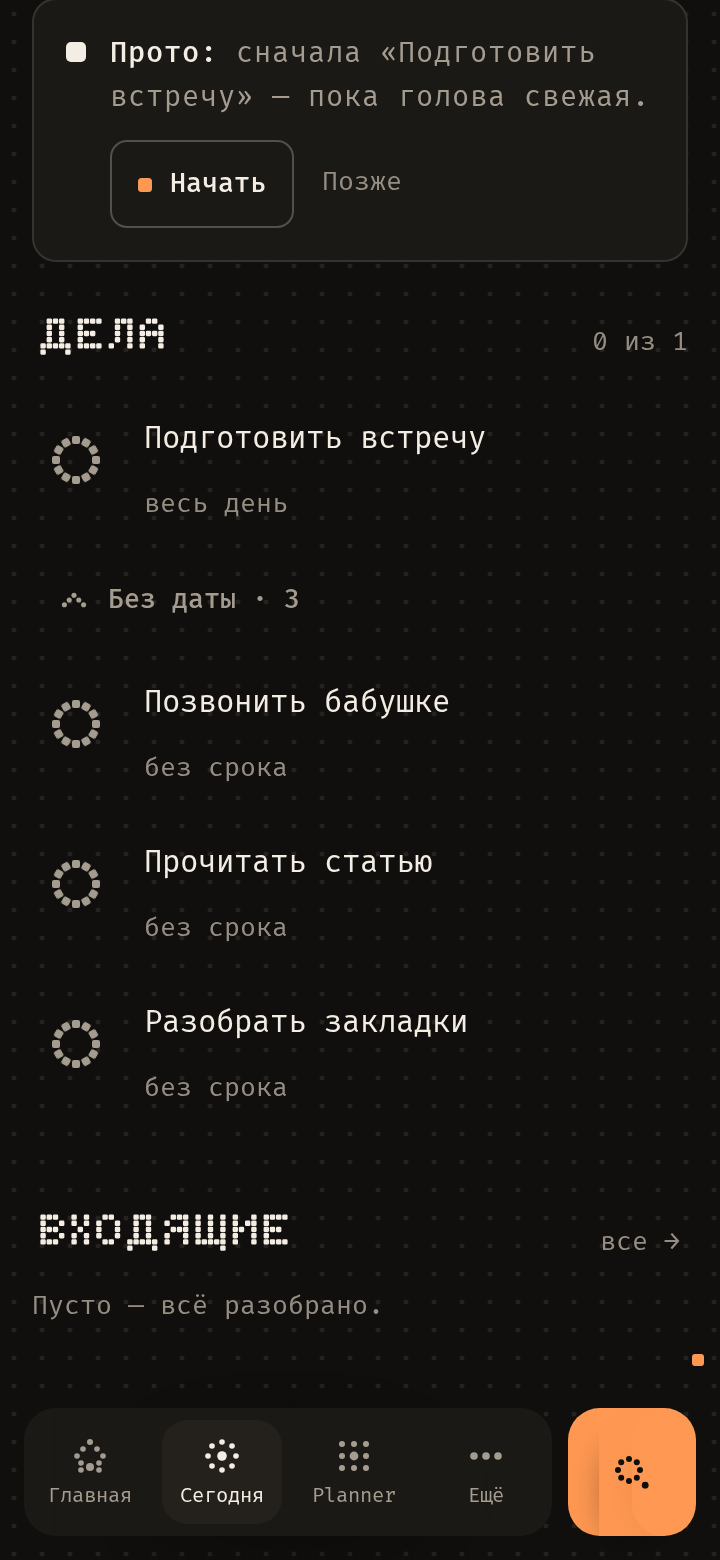 Прото: сначала «Подготовить
встречу» — пока голова свежая.
Начать Позже
ДЕЛА 0 из 1
Подготовить встречу
весь день
Без даты · 3
Позвонить бабушке
без срока
Прочитать статью
без срока
Разобрать закладки
без срока
ВХОДЯЩИЕ все →
Пусто — всё разобрано.
Главная Сегодня Planner Ещё